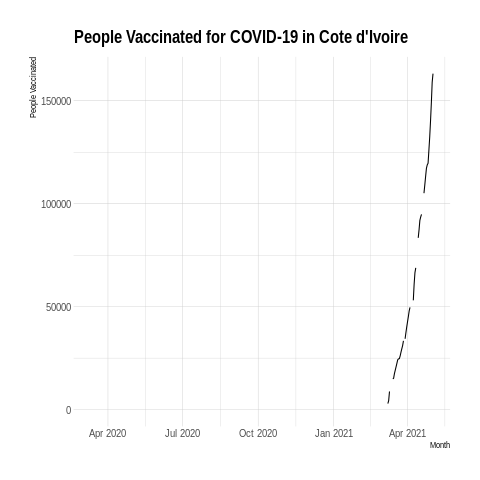 People Vaccinated for COVID-19 in Cote d'Ivoire
People Vaccinated
150000
100000
50000
0
Apr 2020
Jul 2020
Oct 2020
Jan 2021
Apr 2021
Month